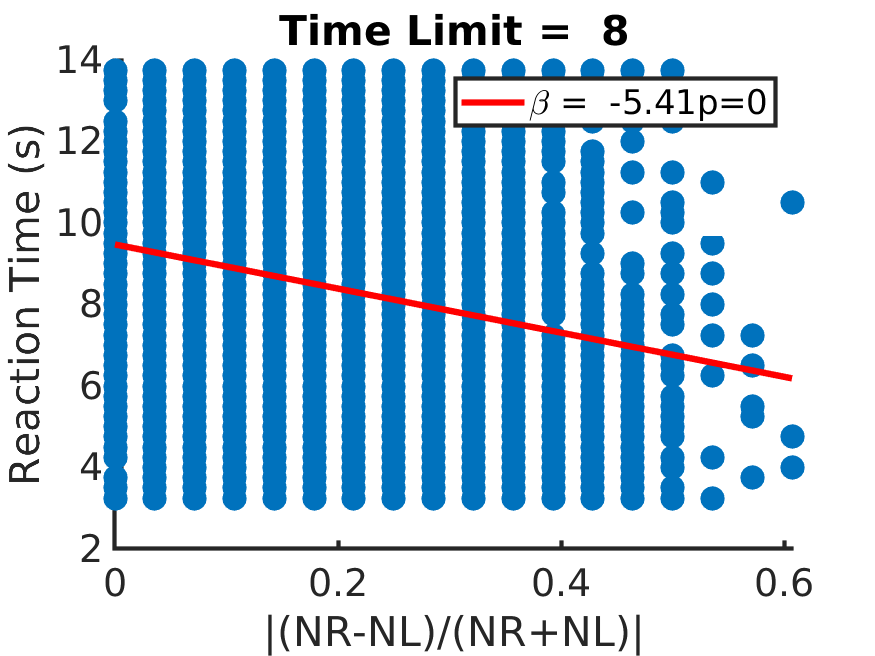 Time Limit =  8
β =  -5.41p=0
Reaction Time (s)
14
12
10
8
6
4
2
0 0.2 0.4 0.6
|(NR-NL)/(NR+NL)|